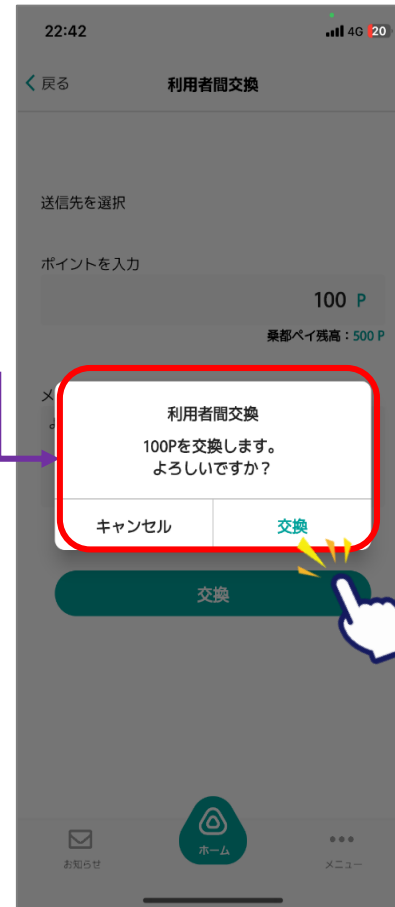 22:42
4G 20
戻る
利用者間交換
送信先を選択
ポイントを入力
100 P
桑都ペイ残高：500 P
メ
よ
利用者間交換
100Pを交換します。
よろしいですか？
キャンセル
交換
交換
お知らせ
ホーム
メニュー